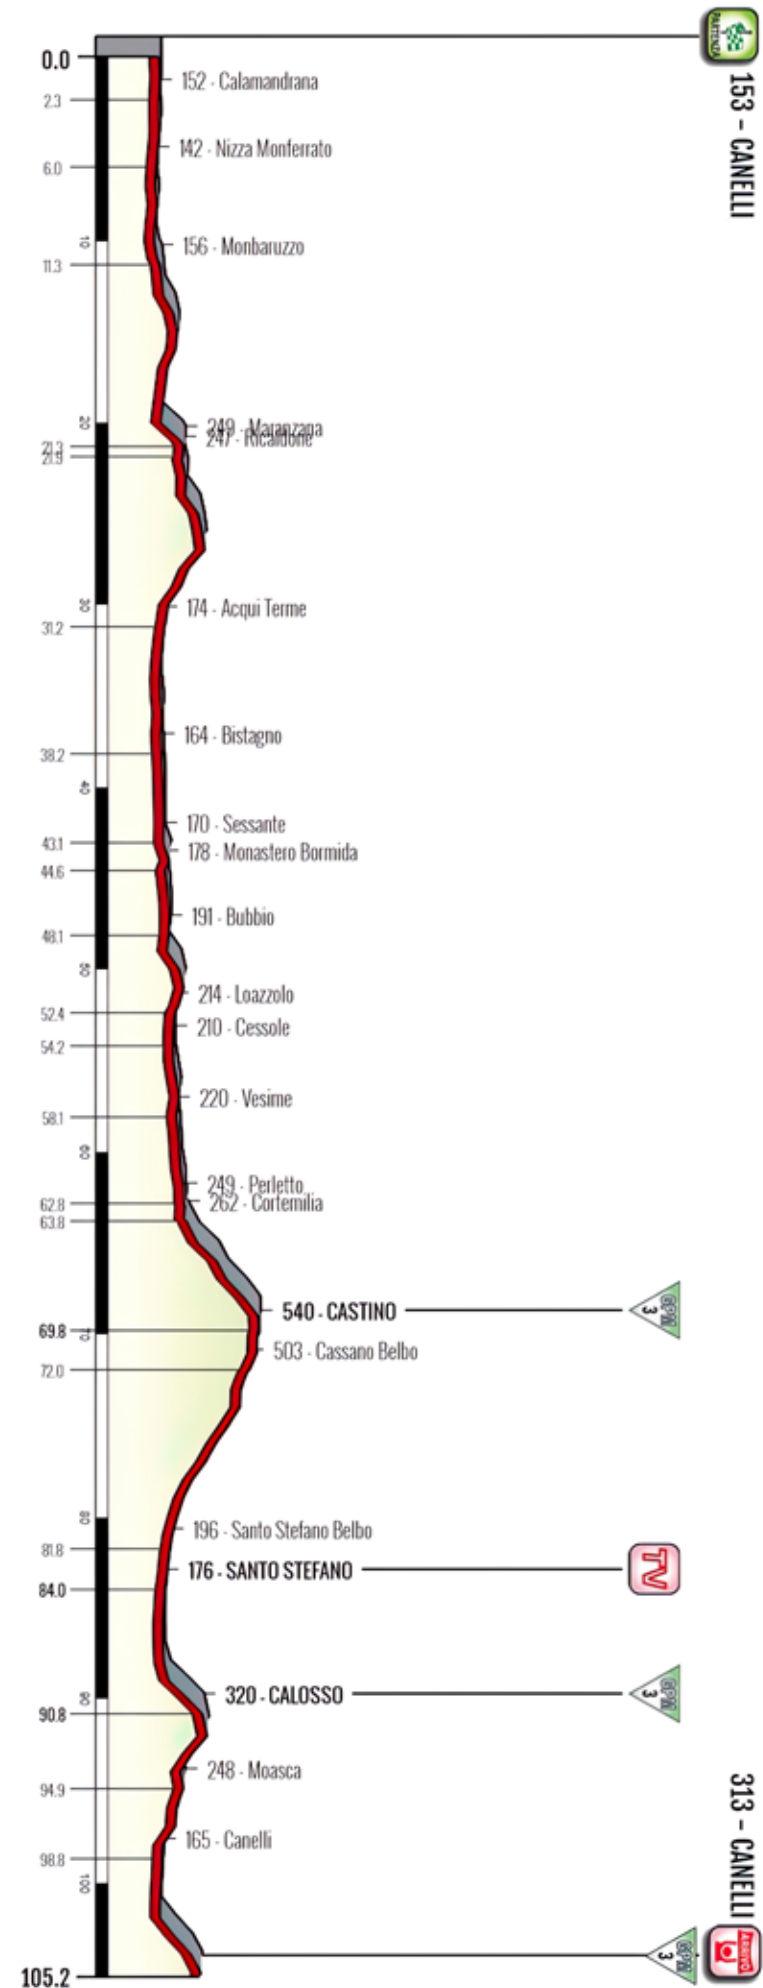 PARTENZA
153 – CANELLI
0.0
152 - Calamandrana
2.3
142 - Nizza Monferrato
6.0
10
156 - Monbaruzzo
11.3
20
249 - Maranzana
247 - Ricaldone
21.3
21.9
30
174 - Acqui Terme
31.2
164 - Bistagno
38.2
40
170 - Sessante
43.1
178 - Monastero Bormida
44.6
191 - Bubbio
48.1
50
214 - Loazzolo
52.4
210 - Cessole
54.2
220 - Vesime
58.1
60
249 - Perletto
262 - Cortemilia
62.8
63.8
540 - CASTINO
GPM
3
69.8
70
503 - Cassano Belbo
72.0
80
196 - Santo Stefano Belbo
81.8
176 - SANTO STEFANO
TV
84.0
320 - CALOSSO
GPM
3
90
90.8
248 - Moasca
94.9
165 - Canelli
98.8
100
313 – CANELLI
GPM
3
ARRIVO
105.2